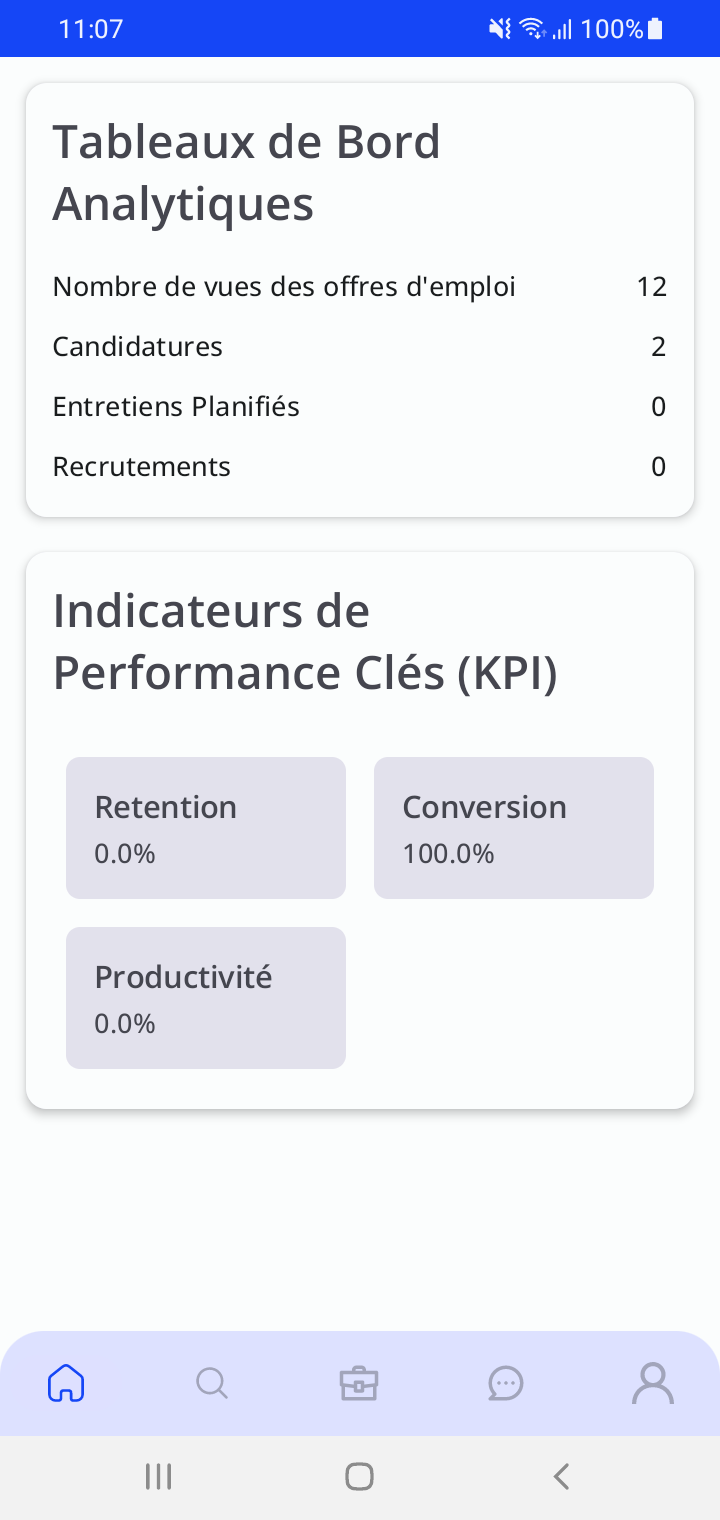 11:07 100%
Tableaux de Bord
Analytiques
Nombre de vues des offres d'emploi 12
Candidatures 2
Entretiens Planifiés 0
Recrutements 0
Indicateurs de
Performance Clés (KPI)
Retention Conversion
0.0% 100.0%
Productivité
0.0%